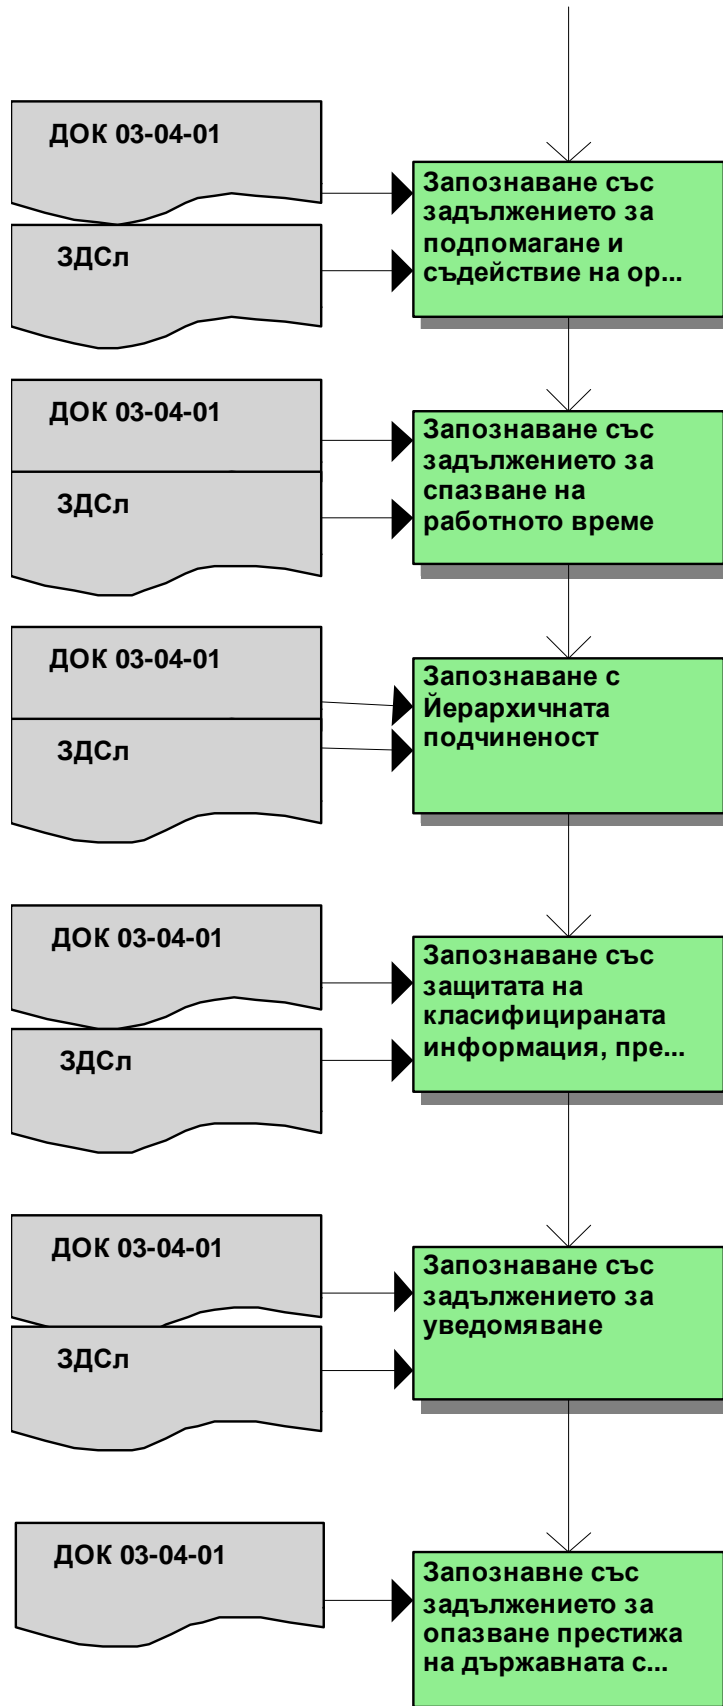 ДОК 03-04-01
ЗДСл
Запознаване със
задължението за
подпомагане и
съдействие на ор...
ДОК 03-04-01
ЗДСл
Запознаване със
задължението за
спазване на
работното време
ДОК 03-04-01
ЗДСл
Запознаване с
Йерархичната
подчиненост
ДОК 03-04-01
ЗДСл
Запознаване със
защитата на
класифицираната
информация, пре...
ДОК 03-04-01
ЗДСл
Запознаване със
задължението за
уведомяване
ДОК 03-04-01
Запознавне със
задължението за
опазване престижа
на държавната с...